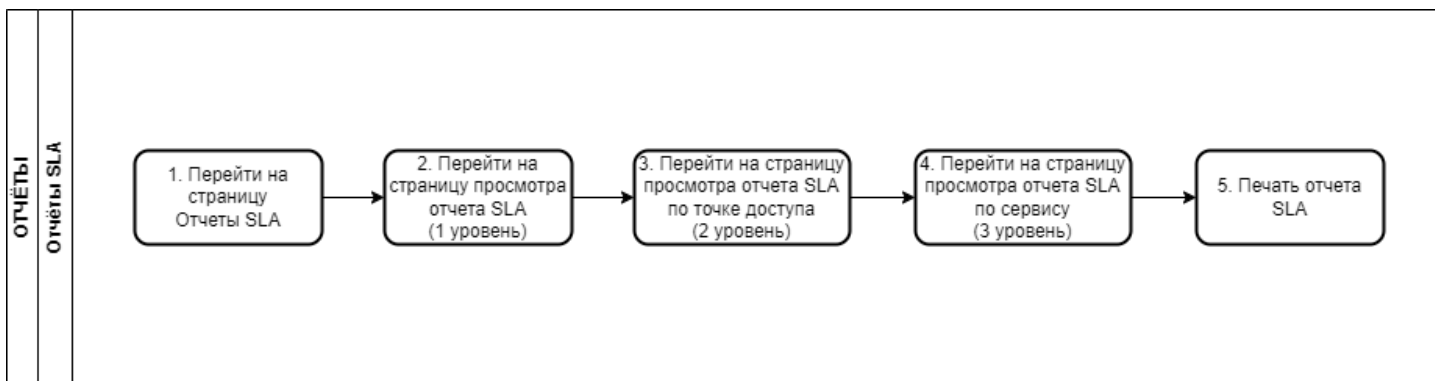 ОТЧЁТЫ
Отчёты SLA
1. Перейти на
страницу
Отчеты SLA
2. Перейти на
страницу просмотра
отчета SLA
(1 уровень)
3. Перейти на страницу
просмотра отчета SLA
по точке доступа
(2 уровень)
4. Перейти на страницу
просмотра отчета SLA
по сервису
(3 уровень)
5. Печать отчета
SLA